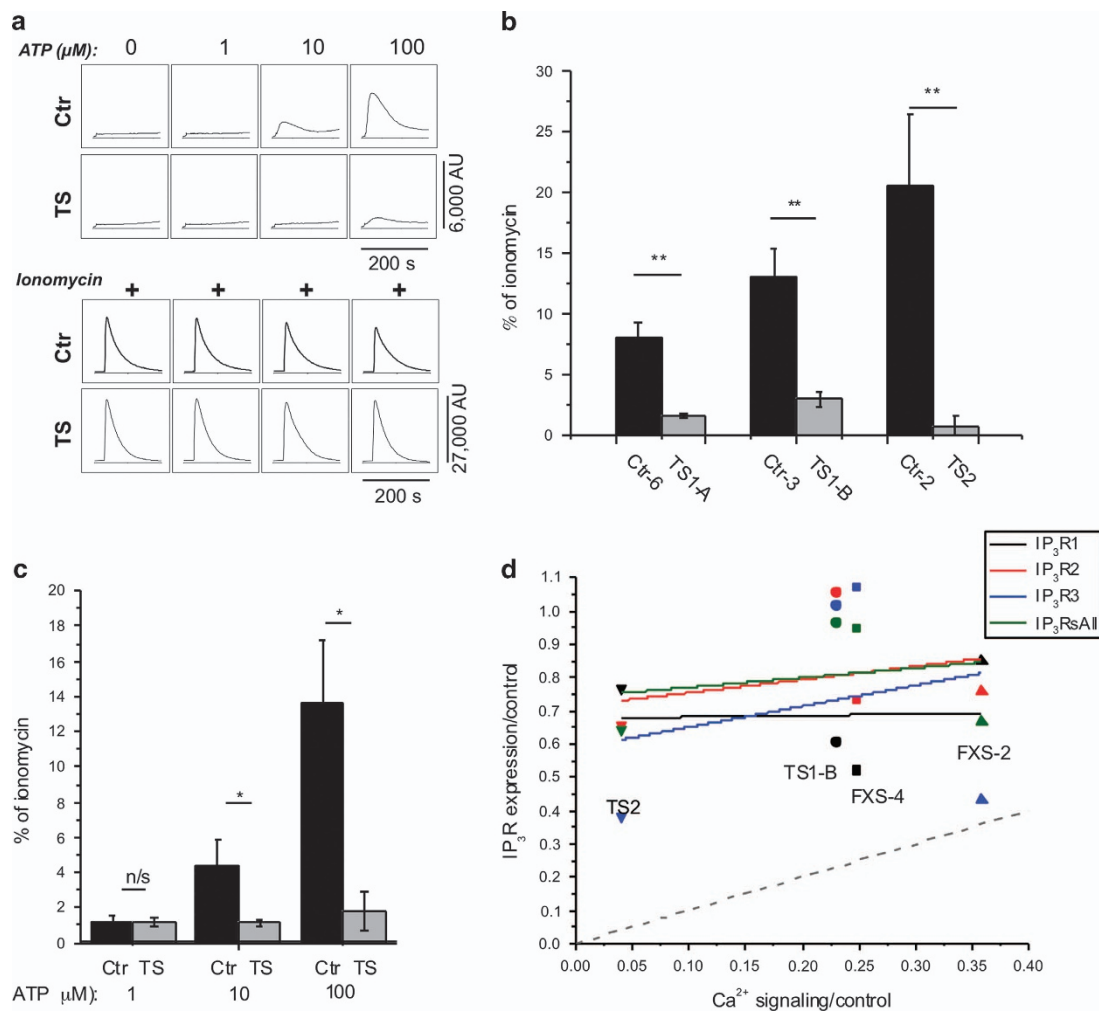 a
ATP (µM): 0 1 10 100
Ctr
TS
6,000 AU
200 s
Ionomycin
+ + + +
Ctr
TS
27,000 AU
200 s
b
30
25
20
15
10
5
0
% of ionomycin
** ** **
Ctr-6 TS1-A Ctr-3 TS1-B Ctr-2 TS2
c
20
18
16
14
12
10
8
6
4
2
0
% of ionomycin
n/s * *
Ctr TS Ctr TS Ctr TS
ATP µM): 1 10 100
d
IP3R1
IP3R2
IP3R3
IP3RsAll
1.1
1.0
0.9
0.8
0.7
0.6
0.5
0.4
0.3
0.2
0.1
0.0
IP3R expression/control
TS2
TS1-B
FXS-4
FXS-2
0.00 0.05 0.10 0.15 0.20 0.25 0.30 0.35 0.40
Ca2+ signaling/control